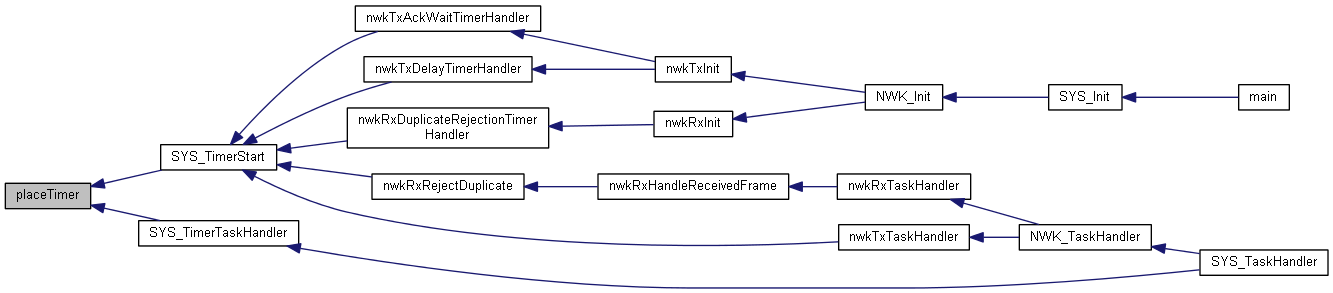 nwkTxAckWaitTimerHandler
nwkTxDelayTimerHandler
nwkTxInit
NWK_Init
SYS_Init
main
nwkRxDuplicateRejectionTimer
Handler
nwkRxInit
SYS_TimerStart
placeTimer
nwkRxRejectDuplicate
nwkRxHandleReceivedFrame
nwkRxTaskHandler
SYS_TimerTaskHandler
nwkTxTaskHandler
NWK_TaskHandler
SYS_TaskHandler